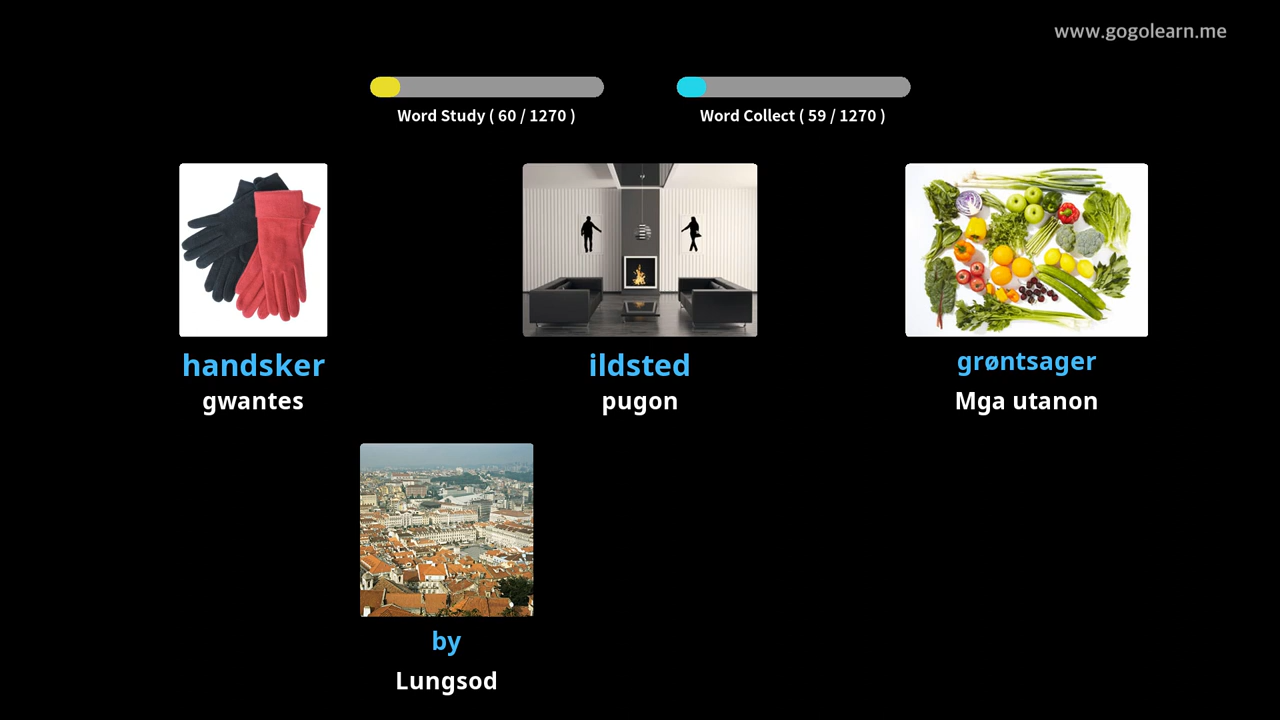 www.gogolearn.me
Word Study ( 60 / 1270 )
Word Collect ( 59 / 1270 )
handsker
gwantes
ildsted
pugon
grøntsager
Mga utanon
by
Lungsod